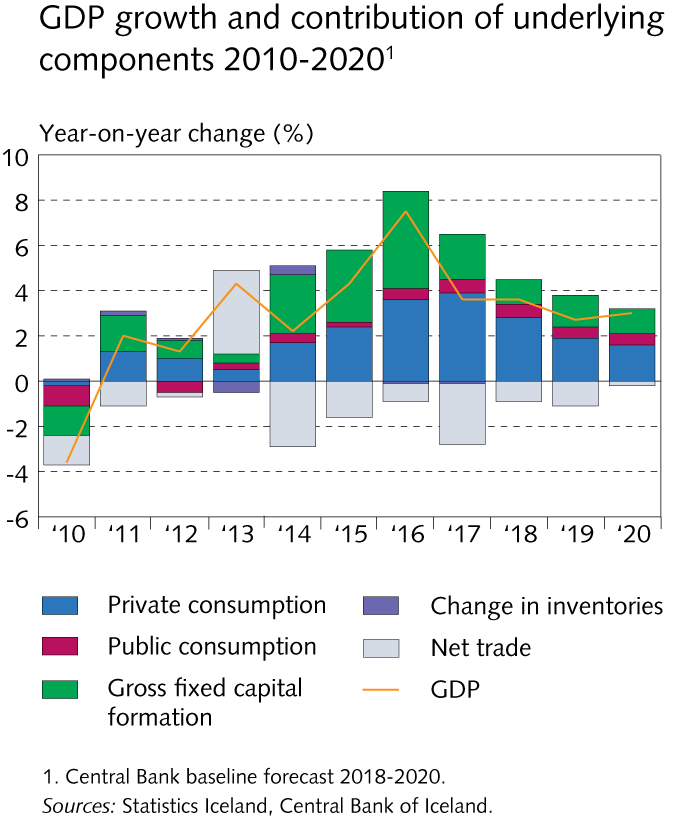 GDP growth and contribution of underlying
components 2010-2020¹
Year-on-year change (%)
10
8
6
4
2
0
-2
-4
-6
‘10 ‘11 ‘12 ‘13 ‘14 ‘15 ‘16 ‘17 ‘18 ‘19 ‘20
Private consumption
Public consumption
Gross fixed capital
formation
Change in inventories
Net trade
GDP
1. Central Bank baseline forecast 2018-2020.
Sources: Statistics Iceland, Central Bank of Iceland.